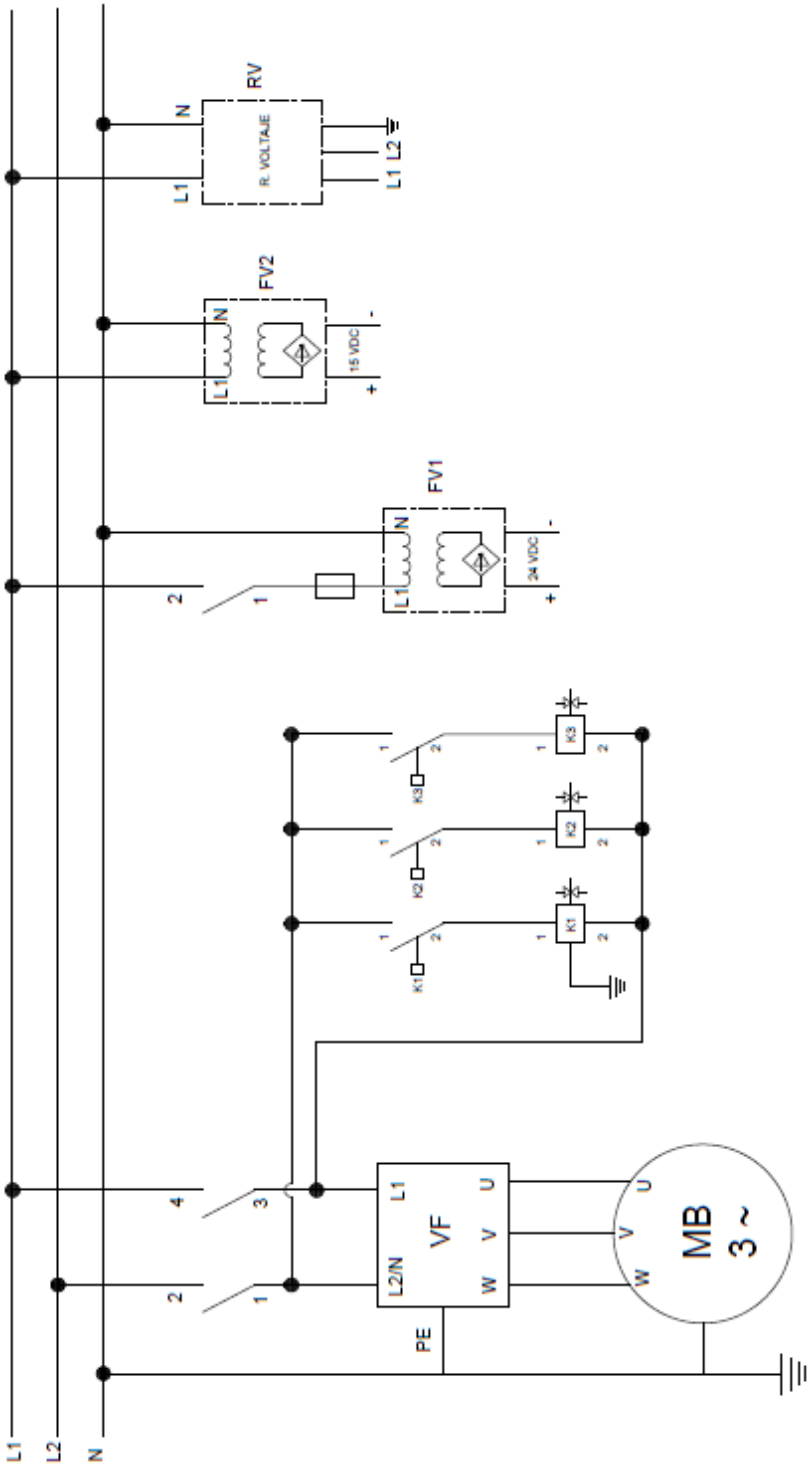 L1
L2
N
2
4
1
3
L2/N
L1
VF
PE
W
V
U
W
V
U
MB
3 ~
1
K1
2
1
K1
2
1
K2
2
1
K2
2
1
K3
2
1
K3
2
2
1
FV1
L1
N
24 VDC
+
-
FV2
L1
N
15 VDC
+
-
RV
L1
N
R. VOLTAJE
L1
L2